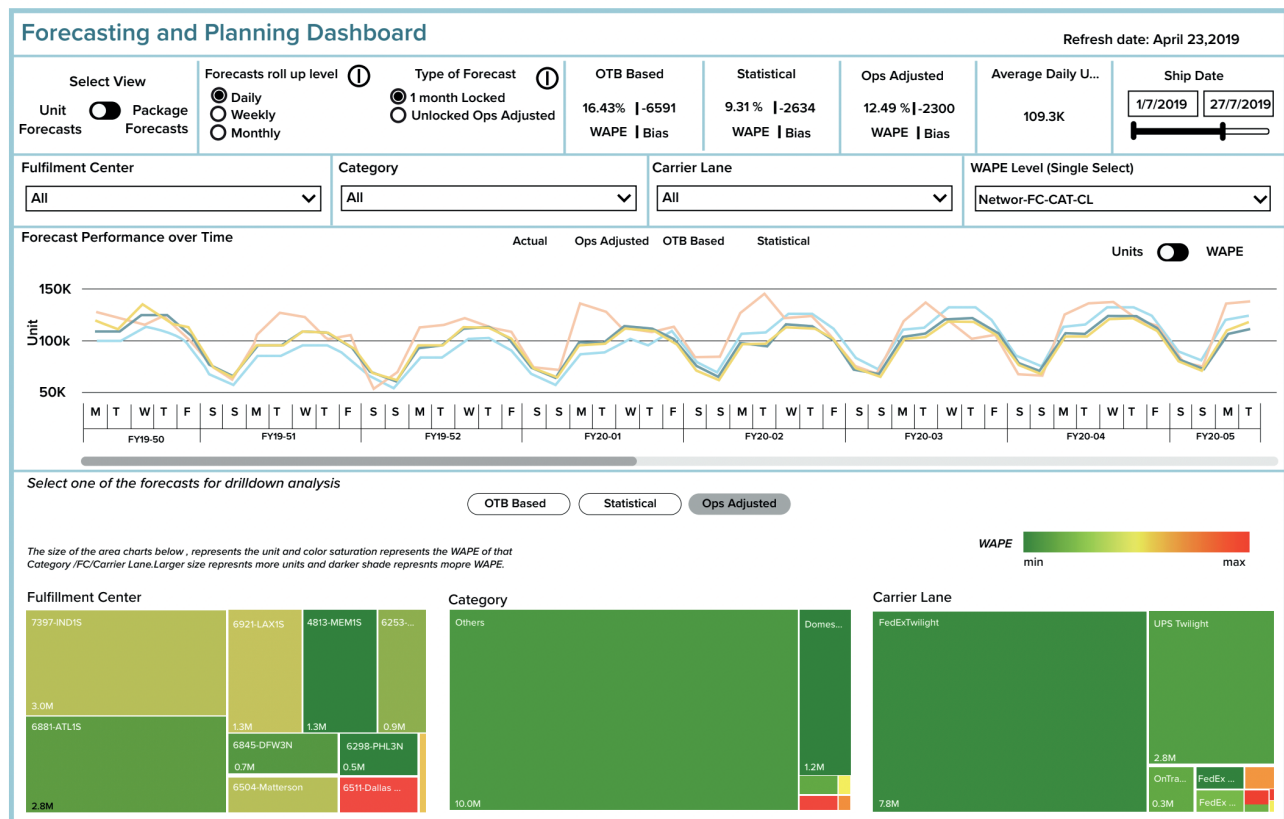 Forecasting and Planning Dashboard
Refresh date: April 23,2019
Select View
Unit Forecasts
Package Forecasts
Forecasts roll up level
Daily
Weekly
Monthly
Type of Forecast
1 month Locked
Unlocked Ops Adjusted
OTB Based
16.43% |-6591
WAPE | Bias
Statistical
9.31 % |-2634
WAPE | Bias
Ops Adjusted
12.49 %|-2300
WAPE | Bias
Average Daily U...
109.3K
Ship Date
1/7/2019 27/7/2019
Fulfilment Center
All
Category
All
Carrier Lane
All
WAPE Level (Single Select)
Networ-FC-CAT-CL
Forecast Performance over Time
Actual Ops Adjusted OTB Based Statistical
Units WAPE
Unit
150K
100k
50K
M T W T F S S M T W T F S S M T W T F S S M T W T F S S M T W T F S S M T W T F S S M T W T F S S M T
FY19-50 FY19-51 FY19-52 FY20-01 FY20-02 FY20-03 FY20-04 FY20-05
Select one of the forecasts for drilldown analysis
OTB Based Statistical Ops Adjusted
The size of the area charts below , represents the unit and color saturation represents the WAPE of that
Category /FC/Carrier Lane.Larger size represnts more units and darker shade represnts mopre WAPE.
WAPE
min max
Fulfillment Center
7397-IND1S
3.0M
6881-ATL1S
2.8M
6921-LAX1S
1.3M
4813-MEM1S
1.3M
6253-...
0.9M
6845-DFW3N
0.7M
6298-PHL3N
0.5M
6504-Matterson
6511-Dallas ...
Category
Others
10.0M
Domes...
1.2M
Carrier Lane
FedExTwilight
7.8M
UPS Twilight
2.8M
OnTra...
0.3M
FedEx ...
FedEx ...